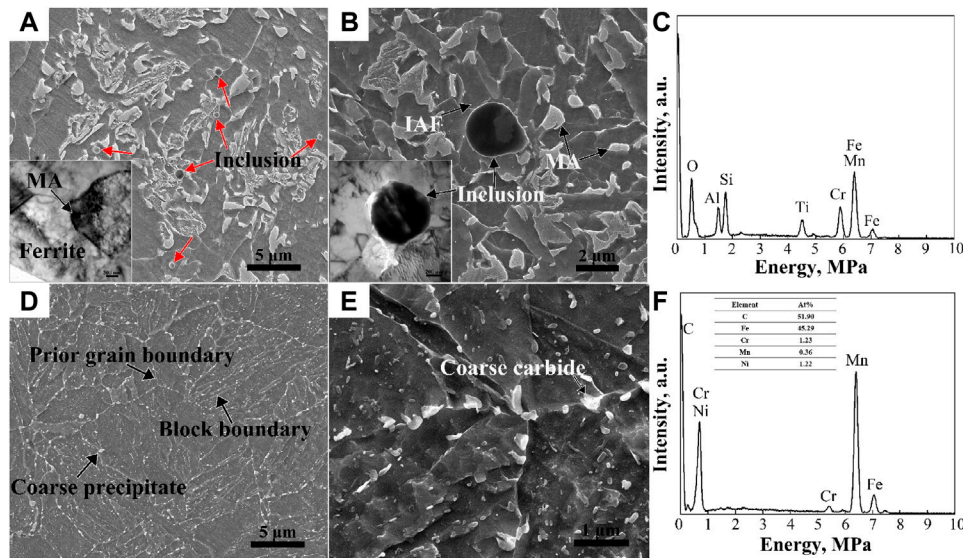 A
Inclusion
MA
Ferrite
5 μm
B
IAF
MA
Inclusion
2 μm
C
Intensity, a.u.
O
Al
Si
Ti
Cr
Fe
Mn
Fe
0 1 2 3 4 5 6 7 8 9 10
Energy, MPa
D
Prior grain boundary
Block boundary
Coarse precipitate
5 μm
E
Coarse carbide
1 μm
F
Intensity, a.u.
C
Element At%
C 51.90
Fe 45.29
Cr 1.23
Mn 0.36
Ni 1.22
Cr
Ni
Mn
Cr
Fe
0 1 2 3 4 5 6 7 8 9 10
Energy, MPa